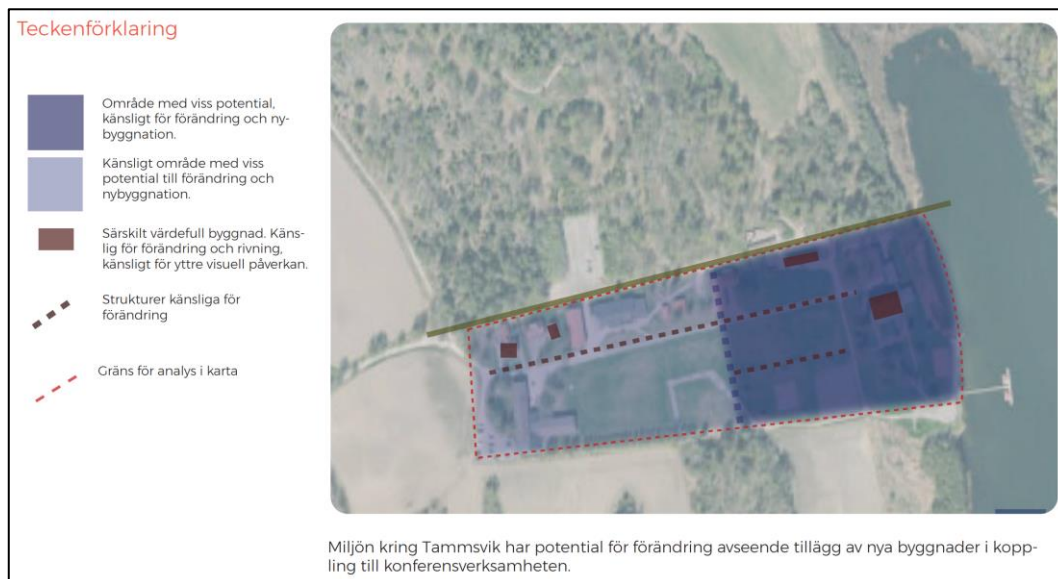 Teckenförklaring
Område med viss potential,
känsligt för förändring och ny-
byggnation.
Känsligt område med viss
potential till förändring och
nybyggnation.
Särskilt värdefull byggnad. Käns-
lig för förändring och rivning,
känsligt för yttre visuell påverkan.
Strukturer känsliga för
förändring
Gräns för analys i karta
Miljön kring Tammsvik har potential för förändring avseende tillägg av nya byggnader i kopp-
ling till konferensverksamheten.